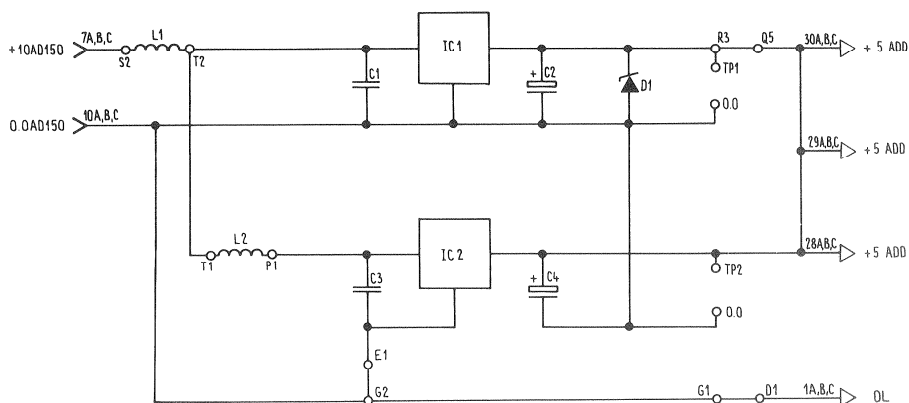 +10AD150 7A,B,C L1 IC1 R3 Q5 30A,B,C + 5 ADD
S2 T2 C1 + C2 D1 TP1
0.0
0.0AD150 10A,B,C
29A,B,C +5 ADD
L2 IC2 28A,B,C +5 ADD
T1 P1 C3 + C4 TP2
0.0
E1
G2 G1 D1 1A,B,C OL